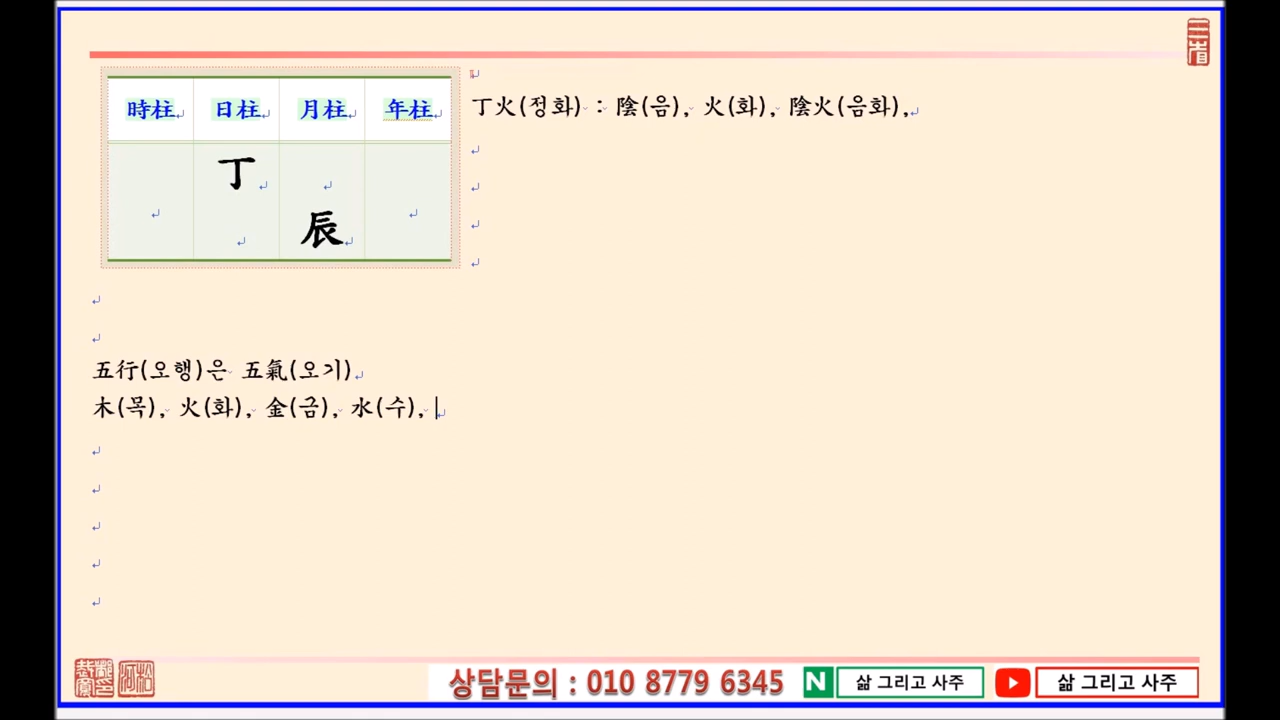 時柱 日柱 月柱 年柱
丁
辰
丁火(정화) : 陰(음), 火(화), 陰火(음화),
五行(오행)은 五氣(오기)
木(목), 火(화), 金(금), 水(수),
상담문의 : 010 8779 6345 N 삶 그리고 사주 삶 그리고 사주